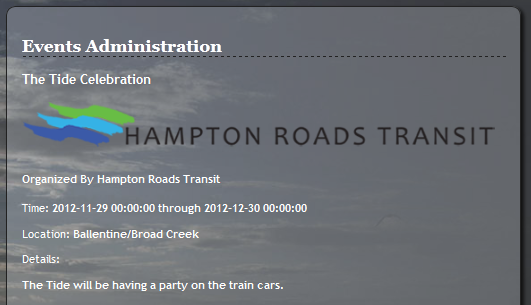 Events Administration
The Tide Celebration
HAMPTON ROADS TRANSIT
Organized By Hampton Roads Transit
Time: 2012-11-29 00:00:00 through 2012-12-30 00:00:00
Location: Ballentine/Broad Creek
Details:
The Tide will be having a party on the train cars.